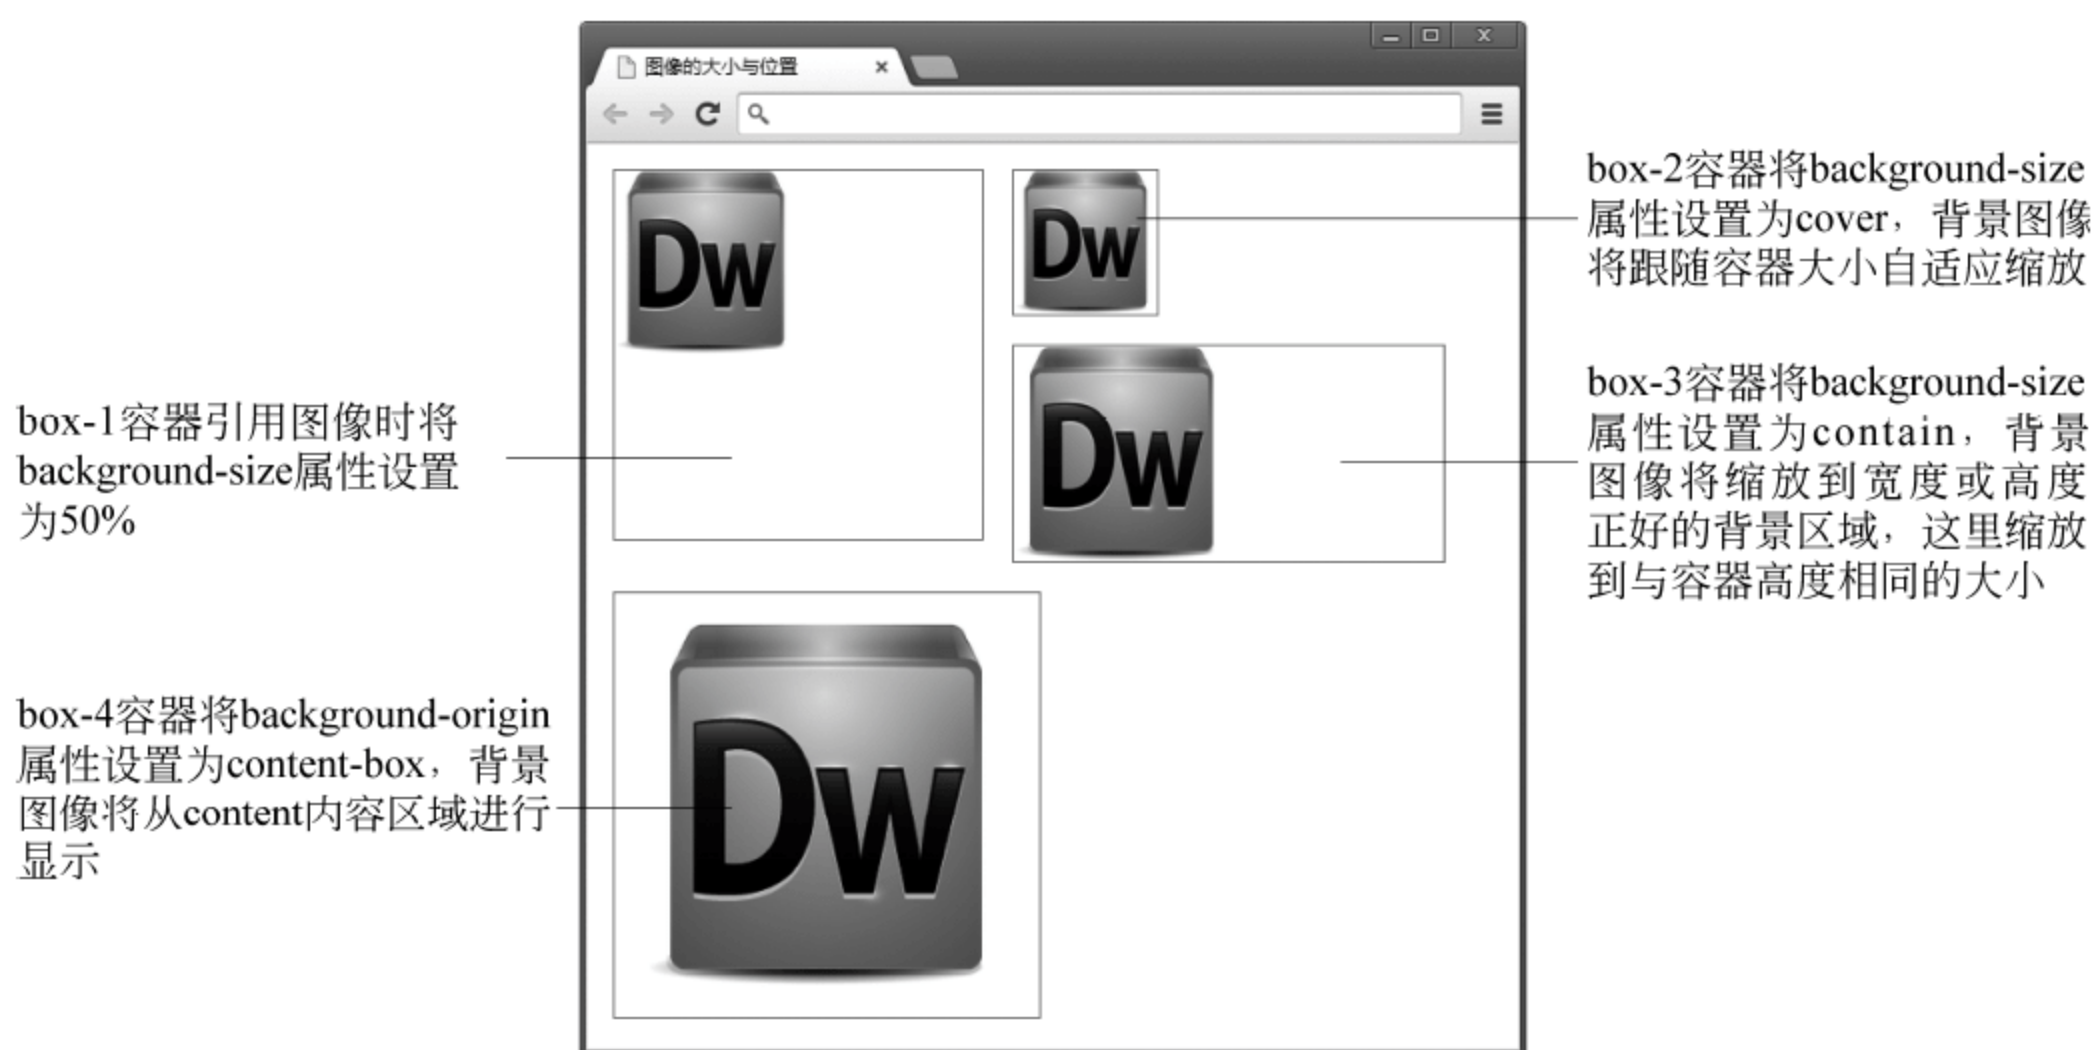 图像的大小与位置
Dw
Dw
box-2容器将background-size
属性设置为cover，背景图像
将跟随容器大小自适应缩放
box-1容器引用图像时将
background-size属性设置
为50%
Dw
box-3容器将background-size
属性设置为contain，背景
图像将缩放到宽度或高度
正好的背景区域，这里缩放
到与容器高度相同的大小
box-4容器将background-origin
属性设置为content-box，背景
图像将从content内容区域进行
显示
Dw